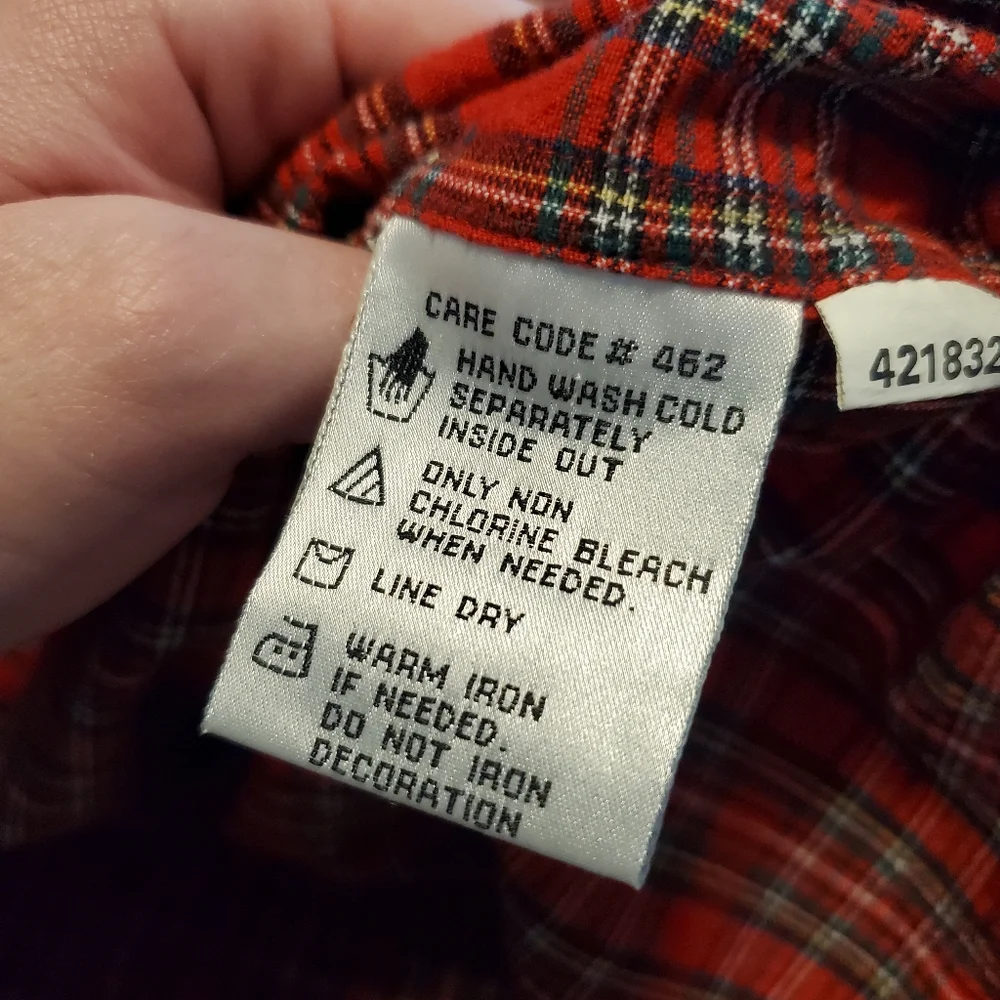 CARE CODE # 462
HAND WASH COLD
SEPARATELY
INSIDE OUT
ONLY NON
CHLORINE BLEACH
WHEN NEEDED.
LINE DRY
WARM IRON
IF NEEDED.
DO NOT IRON
DECORATION
421832